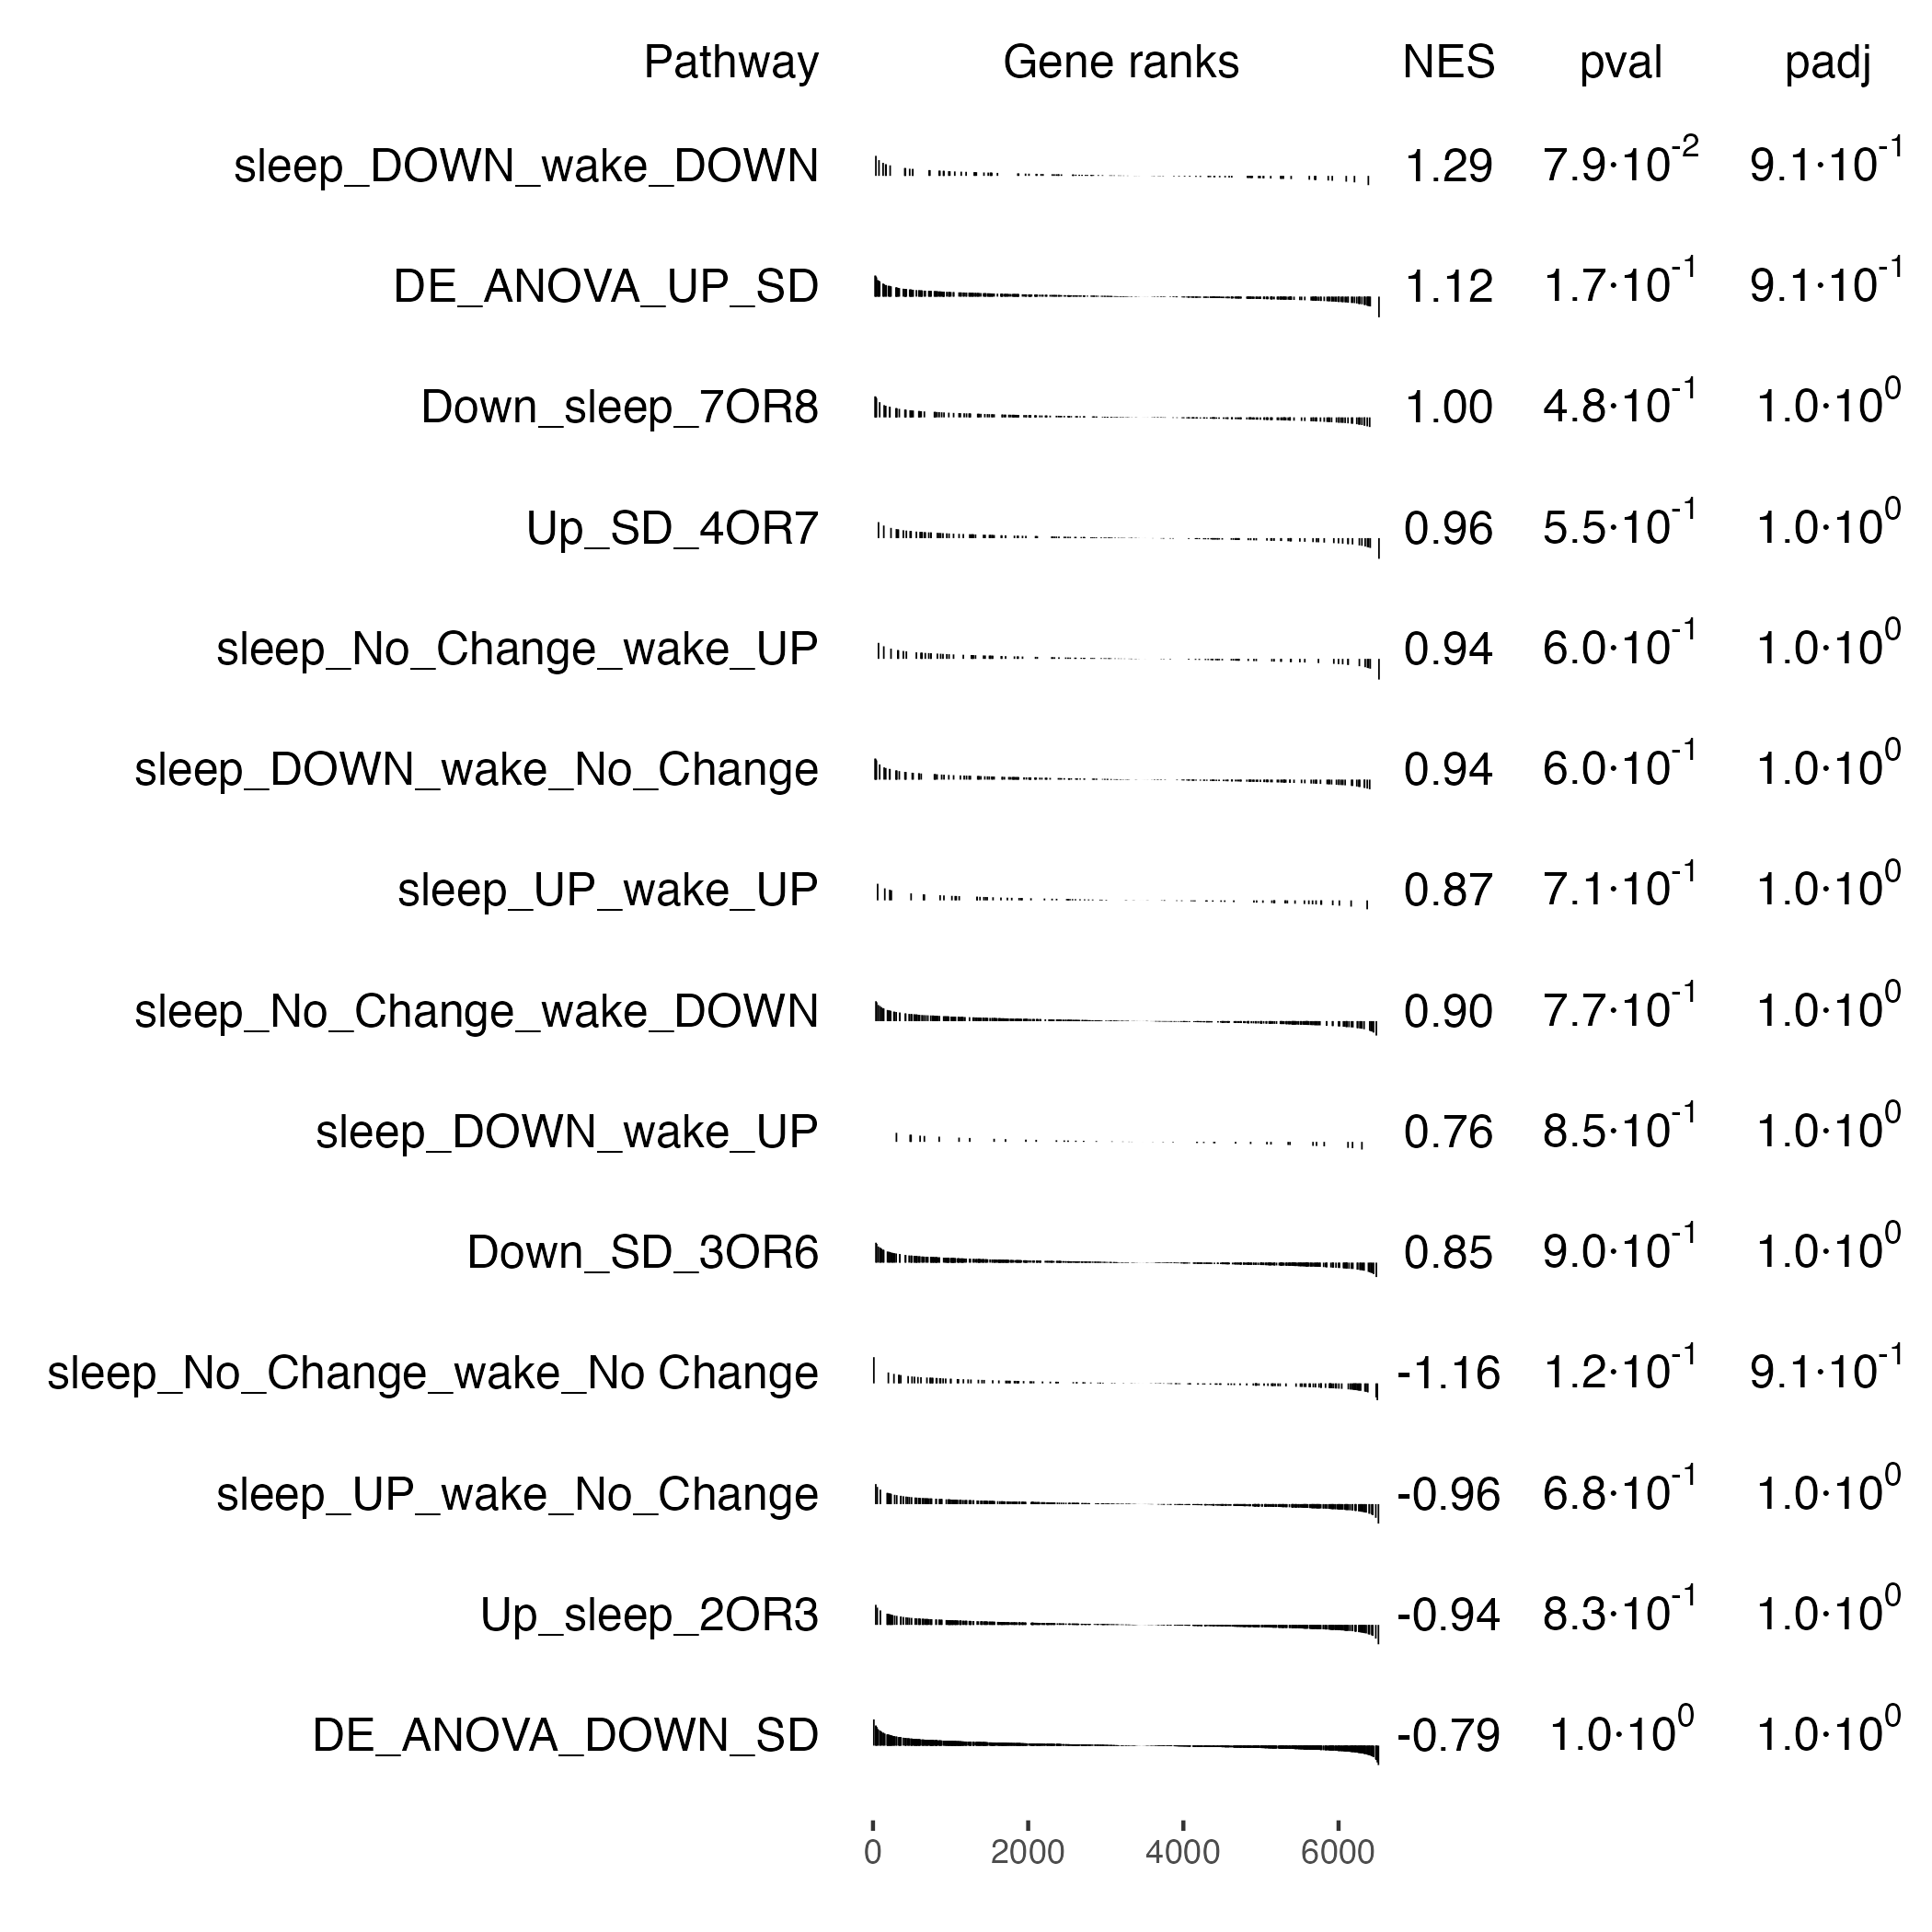 Pathway Gene ranks NES pval padj
sleep_DOWN_wake_DOWN 1.29 7.9·10⁻² 9.1·10⁻¹
DE_ANOVA_UP_SD 1.12 1.7·10⁻¹ 9.1·10⁻¹
Down_sleep_7OR8 1.00 4.8·10⁻¹ 1.0·10⁰
Up_SD_4OR7 0.96 5.5·10⁻¹ 1.0·10⁰
sleep_No_Change_wake_UP 0.94 6.0·10⁻¹ 1.0·10⁰
sleep_DOWN_wake_No_Change 0.94 6.0·10⁻¹ 1.0·10⁰
sleep_UP_wake_UP 0.87 7.1·10⁻¹ 1.0·10⁰
sleep_No_Change_wake_DOWN 0.90 7.7·10⁻¹ 1.0·10⁰
sleep_DOWN_wake_UP 0.76 8.5·10⁻¹ 1.0·10⁰
Down_SD_3OR6 0.85 9.0·10⁻¹ 1.0·10⁰
sleep_No_Change_wake_No Change -1.16 1.2·10⁻¹ 9.1·10⁻¹
sleep_UP_wake_No_Change -0.96 6.8·10⁻¹ 1.0·10⁰
Up_sleep_2OR3 -0.94 8.3·10⁻¹ 1.0·10⁰
DE_ANOVA_DOWN_SD -0.79 1.0·10⁰ 1.0·10⁰
0 2000 4000 6000